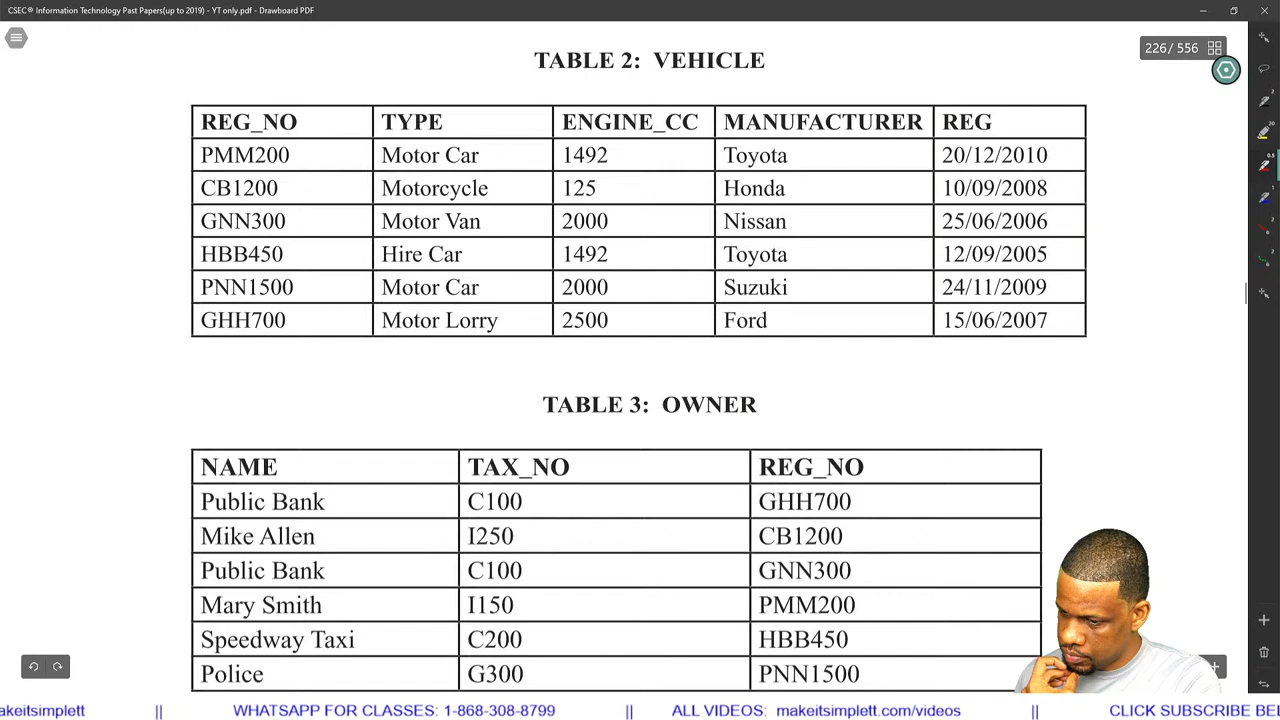 CSEC® Information Technology Past Papers(up to 2019) - YT only.pdf - Drawboard PDF
226 / 556
TABLE 2: VEHICLE
REG_NO TYPE ENGINE_CC MANUFACTURER REG
PMM200 Motor Car 1492 Toyota 20/12/2010
CB1200 Motorcycle 125 Honda 10/09/2008
GNN300 Motor Van 2000 Nissan 25/06/2006
HBB450 Hire Car 1492 Toyota 12/09/2005
PNN1500 Motor Car 2000 Suzuki 24/11/2009
GHH700 Motor Lorry 2500 Ford 15/06/2007
TABLE 3: OWNER
NAME TAX_NO REG_NO
Public Bank C100 GHH700
Mike Allen I250 CB1200
Public Bank C100 GNN300
Mary Smith I150 PMM200
Speedway Taxi C200 HBB450
Police G300 PNN1500
akeitsimplett || WHATSAPP FOR CLASSES: 1-868-308-8799 || ALL VIDEOS: makeitsimplett.com/videos || CLICK SUBSCRIBE BEL